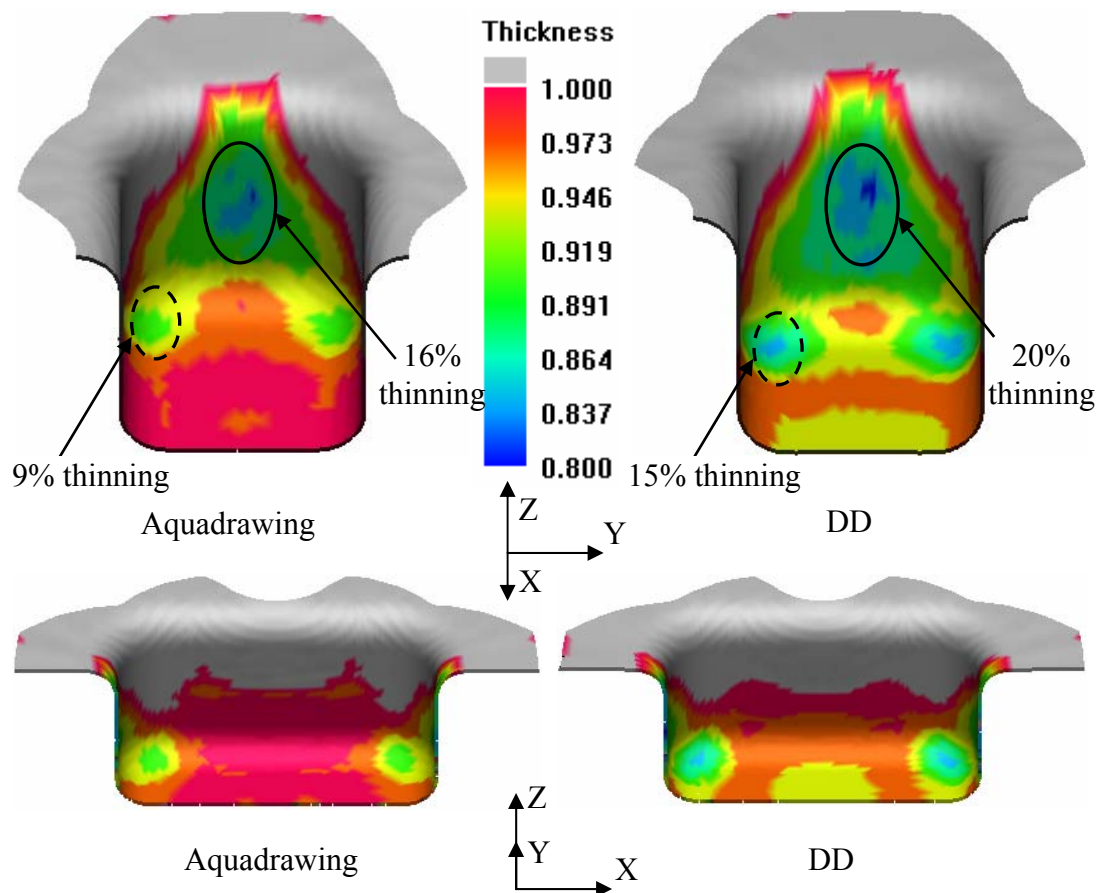 Thickness
1.000
0.973
0.946
0.919
0.891
0.864
0.837
0.800
16%
thinning
9% thinning
20%
thinning
15% thinning
Aquadrawing
Z
Y
X
DD
Aquadrawing
Z
Y
X
DD